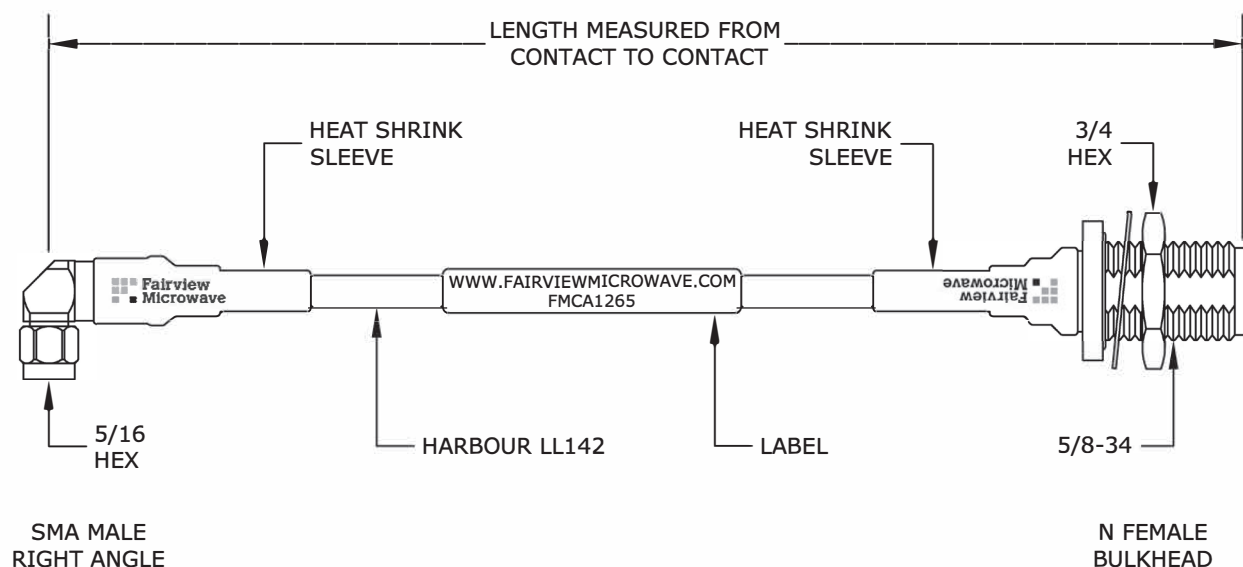 LENGTH MEASURED FROM
CONTACT TO CONTACT
HEAT SHRINK
SLEEVE
HEAT SHRINK
SLEEVE
3/4
HEX
Fairview
Microwave
WWW.FAIRVIEWMICROWAVE.COM
FMCA1265
Fairview
Microwave
5/16
HEX
HARBOUR LL142
LABEL
5/8-34
SMA MALE
RIGHT ANGLE
N FEMALE
BULKHEAD